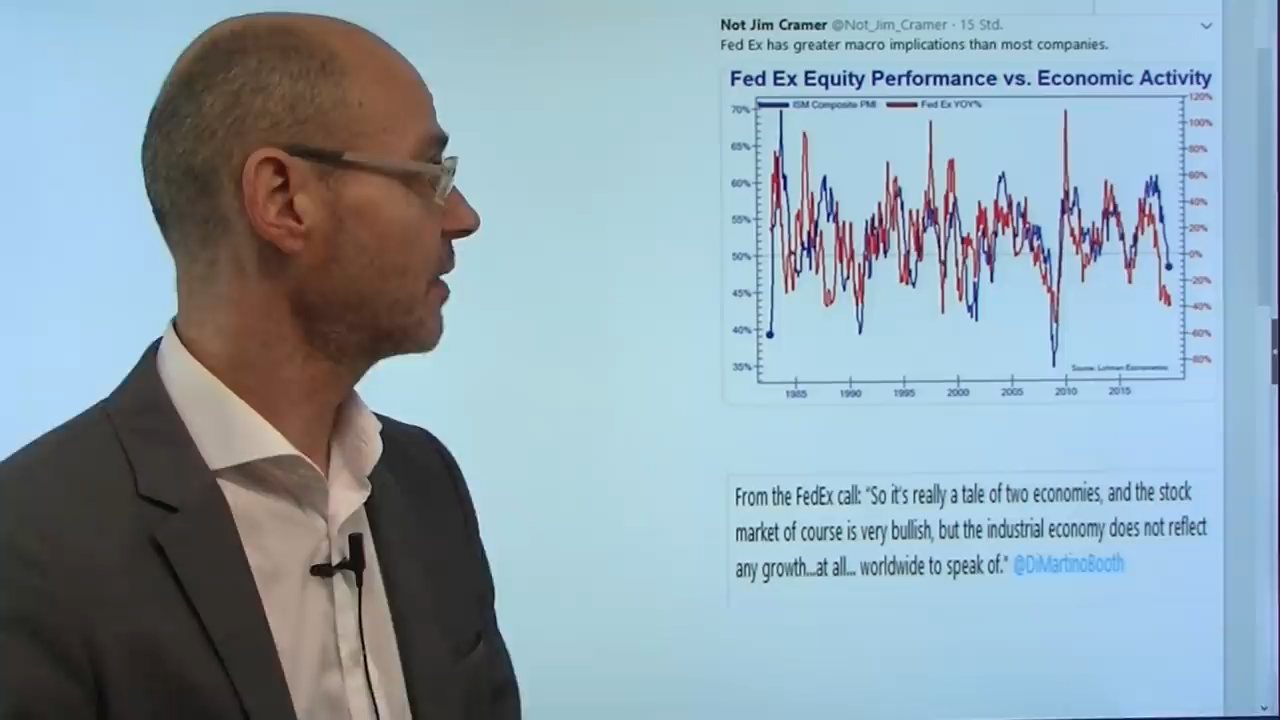 Not Jim Cramer @Not_Jim_Cramer · 15 Std.
Fed Ex has greater macro implications than most companies.
Fed Ex Equity Performance vs. Economic Activity
ISM Composite PMI Fed Ex YOY%
70% 120%
100%
65% 80%
60% 60%
55% 40%
20%
50% 0%
45% -20%
-40%
40% -60%
35% -80%
Source: Lohman Econometrics
1985 1990 1995 2000 2005 2010 2015
From the FedEx call: "So it's really a tale of two economies, and the stock
market of course is very bullish, but the industrial economy does not reflect
any growth...at all... worldwide to speak of." @DiMartinoBooth